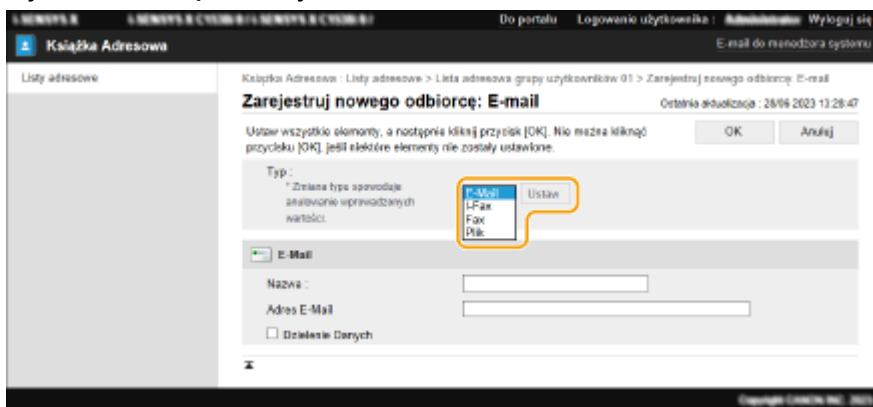 Do portalu Logowanie użytkownika : Wyloguj się
Książka Adresowa
E-mail do menedżera systemu
Listy adresowe
Książka Adresowa : Listy adresowe > Lista adresowa grupy użytkowników 01 > Zarejestruj nowego odbiorcę: E-mail
Zarejestruj nowego odbiorcę: E-mail
Ostatnia aktualizacja : 28/06 2023 13:28:47
Ustaw wszystkie elementy, a następnie kliknij przycisk [OK]. Nie można kliknąć
przycisku [OK], jeśli niektóre elementy nie zostały ustawione.
OK Anuluj
Typ :
* Zmiana typu spowoduje
anulowanie wprowadzonych
wartości.
E-Mail
I-Fax
Fax
Plik
Ustaw
E-Mail
Nazwa :
Adres E-Mail
Dzielenie Danych
Copyright CANON INC. 2023